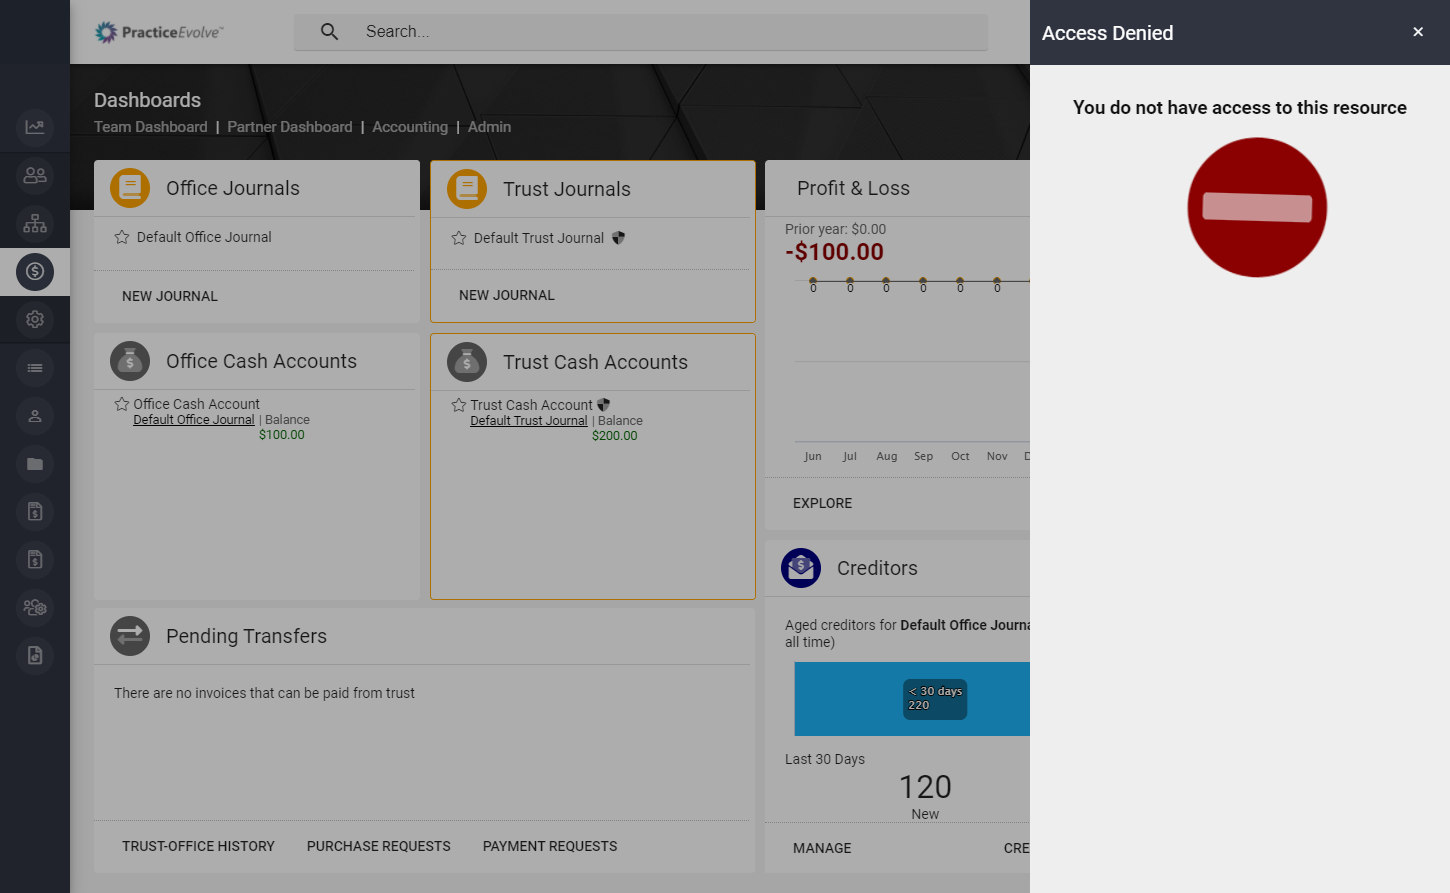 PracticeEvolve™
Search...
Access Denied
×
You do not have access to this resource
Dashboards
Team Dashboard | Partner Dashboard | Accounting | Admin
Office Journals
Default Office Journal
NEW JOURNAL
Trust Journals
Default Trust Journal
NEW JOURNAL
Profit & Loss
Prior year: $0.00
-$100.00
0 0 0 0 0 0
Jun Jul Aug Sep Oct Nov D
EXPLORE
Office Cash Accounts
Office Cash Account
Default Office Journal | Balance
$100.00
Trust Cash Accounts
Trust Cash Account
Default Trust Journal | Balance
$200.00
Creditors
Aged creditors for Default Office Journa
all time)
< 30 days
220
Last 30 Days
120
New
MANAGE CRE
Pending Transfers
There are no invoices that can be paid from trust
TRUST-OFFICE HISTORY PURCHASE REQUESTS PAYMENT REQUESTS